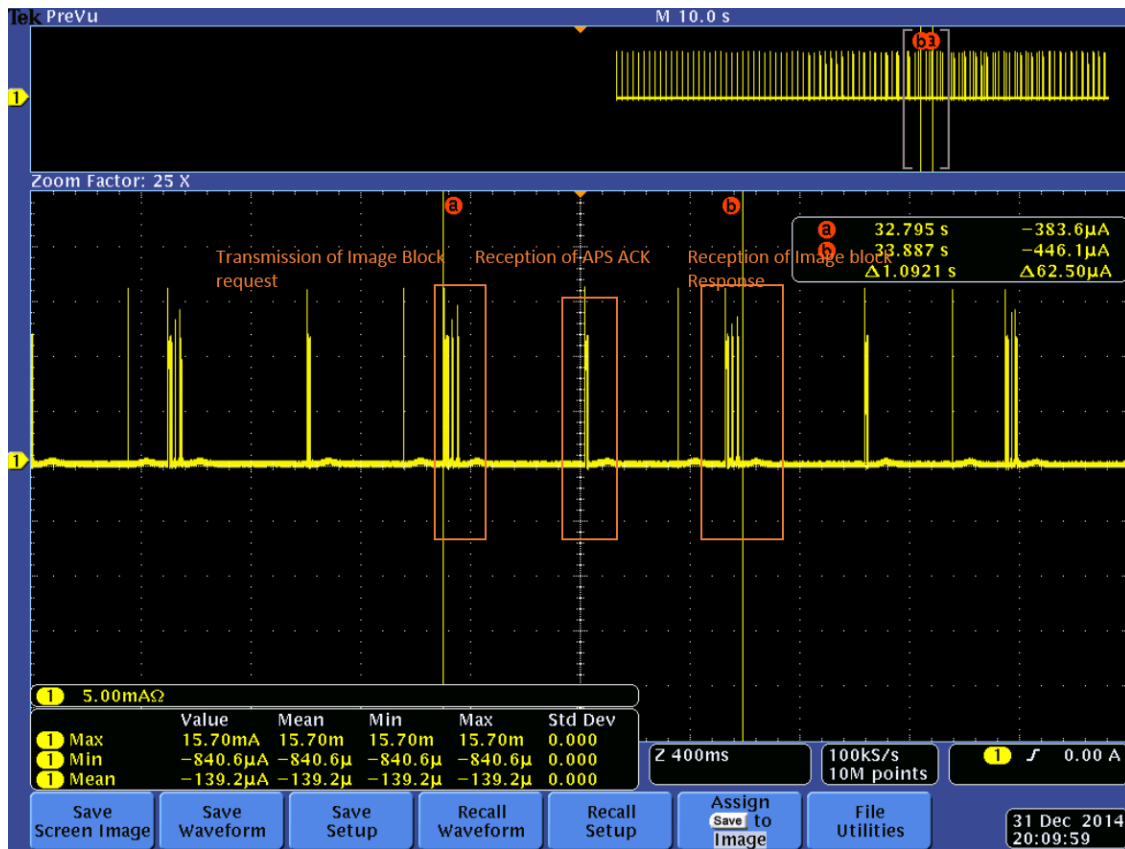 Tek PreVu M 10.0 s
b a
1
Zoom Factor: 25 X
a b
a 32.795 s −383.6µA
b 33.887 s −446.1µA
Δ1.0921 s Δ62.50µA
Transmission of Image Block
request
Reception of APS ACK
Reception of Image block
Response
1
1 5.00mAΩ
Value Mean Min Max Std Dev
1 Max 15.70mA 15.70m 15.70m 15.70m 0.000
1 Min −840.6µA −840.6µ −840.6µ −840.6µ 0.000
1 Mean −139.2µA −139.2µ −139.2µ −139.2µ 0.000
Z 400ms
100kS/s
10M points
1 0.00 A
Save
Screen Image
Save
Waveform
Save
Setup
Recall
Waveform
Recall
Setup
Assign
Save to
Image
File
Utilities
31 Dec 2014
20:09:59